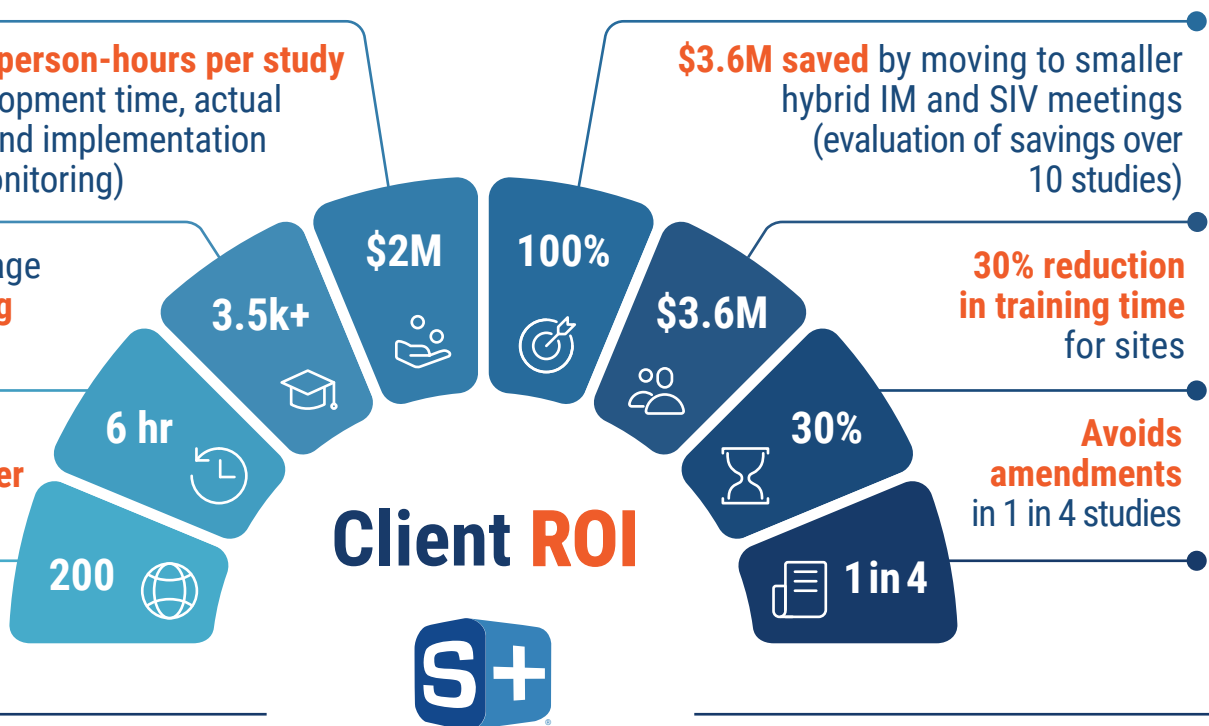 person-hours per study
opment time, actual
nd implementation
onitoring)
$3.6M saved by moving to smaller
hybrid IM and SIV meetings
(evaluation of savings over
10 studies)
age
g
30% reduction
in training time
for sites
er
Avoids
amendments
in 1 in 4 studies
200
6 hr
3.5k+
$2M
100%
$3.6M
30%
1 in 4
Client ROI
S+
®